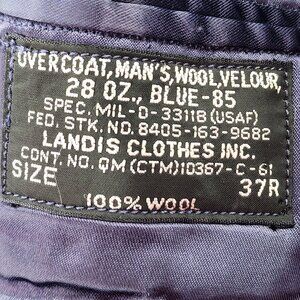 OVERCOAT, MAN'S, WOOL, VELOUR,
28 OZ., BLUE-85
SPEC. MIL-O-3311B (USAF)
FED. STK. NO. 8405-163-9682
LANDIS CLOTHES INC.
CONT. NO. QM (CTM)10367-C-61
SIZE 37R
100% WOOL